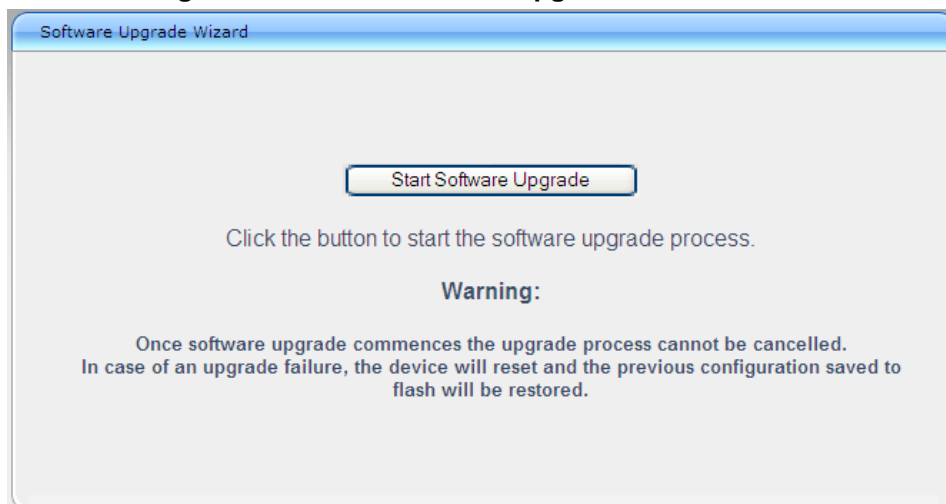 Software Upgrade Wizard
Start Software Upgrade
Click the button to start the software upgrade process.
Warning:
Once software upgrade commences the upgrade process cannot be cancelled.
In case of an upgrade failure, the device will reset and the previous configuration saved to
flash will be restored.